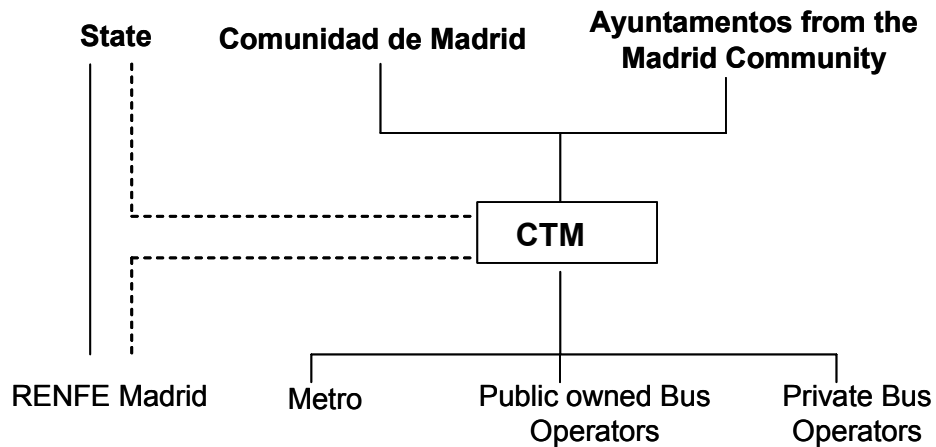 State
Comunidad de Madrid
Ayuntamentos from the
Madrid Community
CTM
RENFE Madrid
Metro
Public owned Bus
Operators
Private Bus
Operators